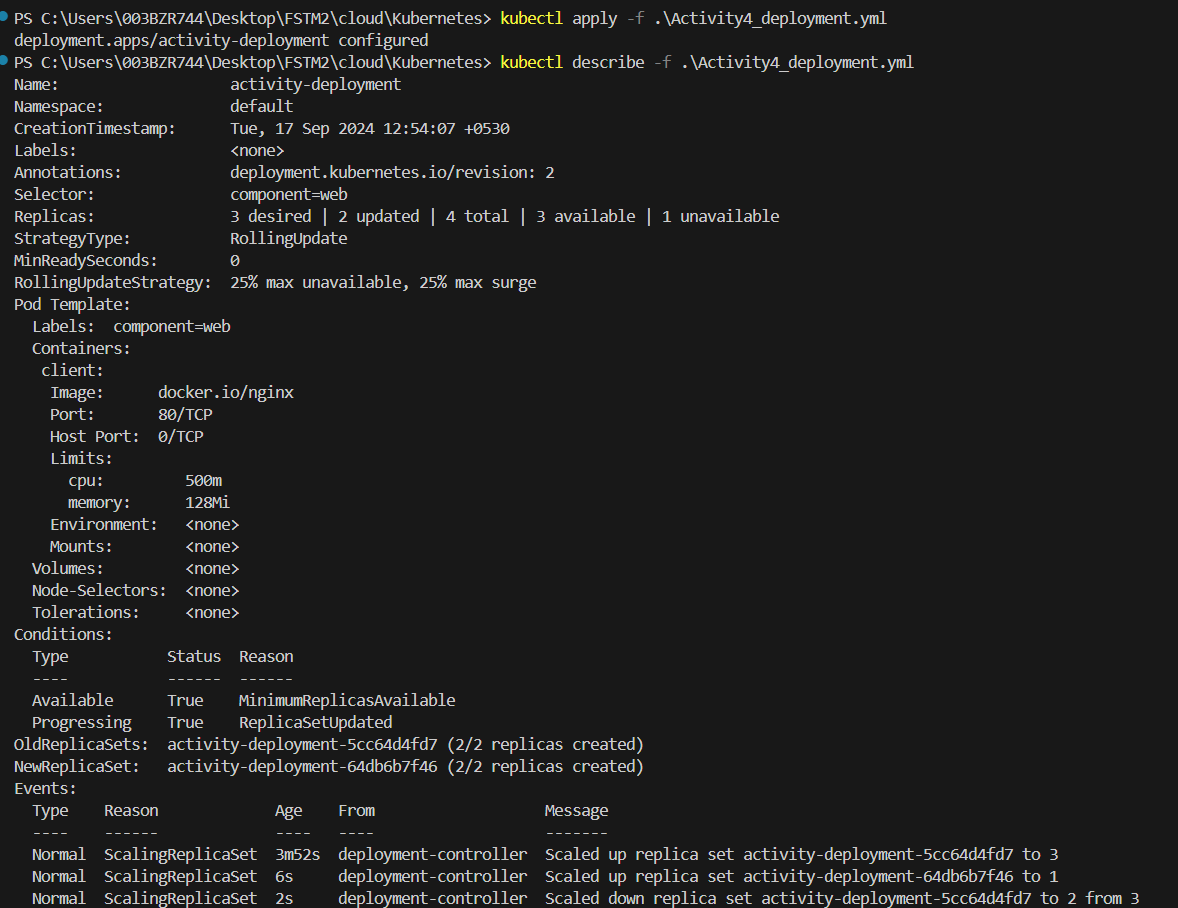 PS C:\Users\003BZR744\Desktop\FSTM2\cloud\Kubernetes> kubectl apply -f .\Activity4_deployment.yml
deployment.apps/activity-deployment configured
PS C:\Users\003BZR744\Desktop\FSTM2\cloud\Kubernetes> kubectl describe -f .\Activity4_deployment.yml
Name:                   activity-deployment
Namespace:              default
CreationTimestamp:      Tue, 17 Sep 2024 12:54:07 +0530
Labels:                 <none>
Annotations:            deployment.kubernetes.io/revision: 2
Selector:               component=web
Replicas:               3 desired | 2 updated | 4 total | 3 available | 1 unavailable
StrategyType:           RollingUpdate
MinReadySeconds:        0
RollingUpdateStrategy:  25% max unavailable, 25% max surge
Pod Template:
  Labels:  component=web
  Containers:
   client:
    Image:      docker.io/nginx
    Port:       80/TCP
    Host Port:  0/TCP
    Limits:
      cpu:         500m
      memory:      128Mi
    Environment:   <none>
    Mounts:        <none>
  Volumes:         <none>
  Node-Selectors:  <none>
  Tolerations:     <none>
Conditions:
  Type           Status  Reason
  ----           ------  ------
  Available      True    MinimumReplicasAvailable
  Progressing    True    ReplicaSetUpdated
OldReplicaSets:  activity-deployment-5cc64d4fd7 (2/2 replicas created)
NewReplicaSet:   activity-deployment-64db6b7f46 (2/2 replicas created)
Events:
  Type    Reason             Age    From                   Message
  ----    ------             ----   ----                   -------
  Normal  ScalingReplicaSet  3m52s  deployment-controller  Scaled up replica set activity-deployment-5cc64d4fd7 to 3
  Normal  ScalingReplicaSet  6s     deployment-controller  Scaled up replica set activity-deployment-64db6b7f46 to 1
  Normal  ScalingReplicaSet  2s     deployment-controller  Scaled down replica set activity-deployment-5cc64d4fd7 to 2 from 3